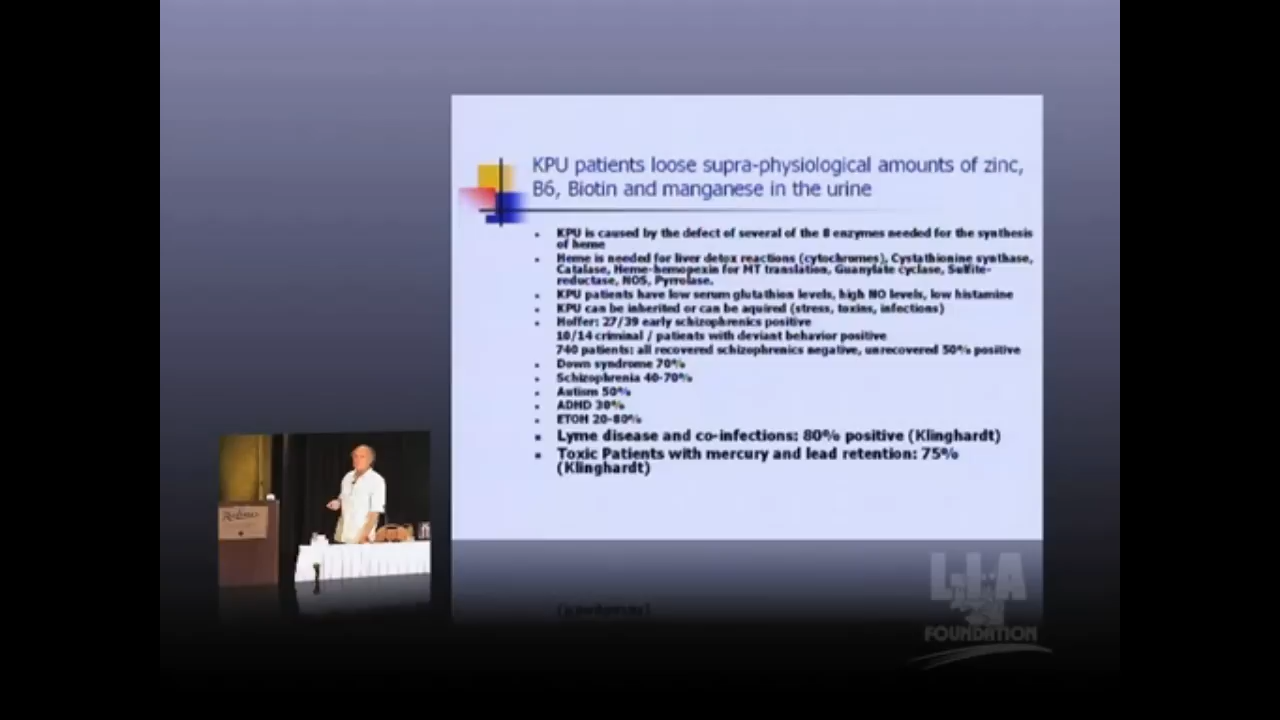 KPU patients loose supra-physiological amounts of zinc,
B6, Biotin and manganese in the urine
KPU is caused by the defect of several of the 8 enzymes needed for the synthesis
of heme
Heme is needed for liver detox reactions (cytochromes), Cystathionine synthase,
Catalase, Heme-hemopexin for MT translation, Guanylate cyclase, Sulfite-
reductase, NOS, Pyrrolase.
KPU patients have low serum glutathion levels, high NO levels, low histamine
KPU can be inherited or can be aquired (stress, toxins, infections)
Hoffer: 27/39 early schizophrenics positive
10/14 criminal / patients with deviant behavior positive
740 patients: all recovered schizophrenics negative, unrecovered 50% positive
Down syndrome 70%
Schizophrenia 40-70%
Autism 50%
ADHD 30%
ETOH 20-80%
Lyme disease and co-infections: 80% positive (Klinghardt)
Toxic Patients with mercury and lead retention: 75%
(Klinghardt)
L.I.A
FOUNDATION